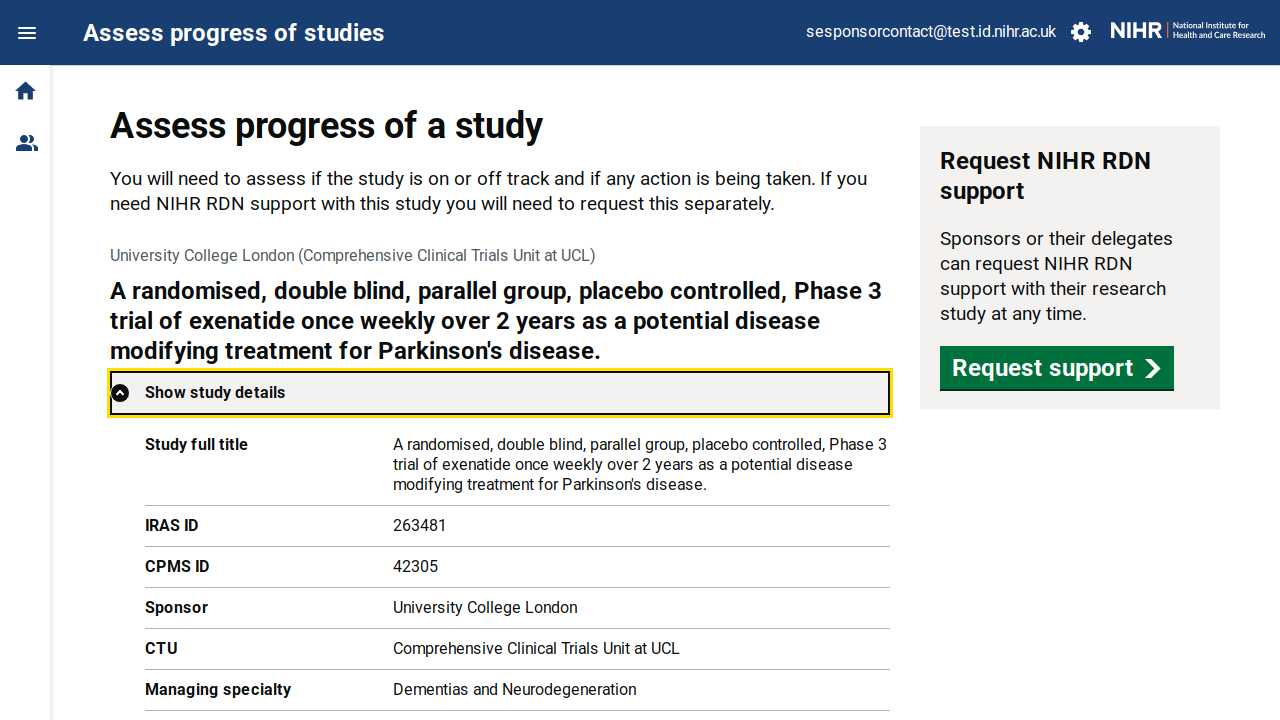 Assess progress of studies
sesponsorcontact@test.id.nihr.ac.uk
NIHR
National Institute for
Health and Care Research
Assess progress of a study
You will need to assess if the study is on or off track and if any action is being taken. If you
need NIHR RDN support with this study you will need to request this separately.
University College London (Comprehensive Clinical Trials Unit at UCL)
A randomised, double blind, parallel group, placebo controlled, Phase 3
trial of exenatide once weekly over 2 years as a potential disease
modifying treatment for Parkinson's disease.
Show study details
Study full title
A randomised, double blind, parallel group, placebo controlled, Phase 3
trial of exenatide once weekly over 2 years as a potential disease
modifying treatment for Parkinson's disease.
IRAS ID
263481
CPMS ID
42305
Sponsor
University College London
CTU
Comprehensive Clinical Trials Unit at UCL
Managing specialty
Dementias and Neurodegeneration
Request NIHR RDN
support
Sponsors or their delegates
can request NIHR RDN
support with their research
study at any time.
Request support